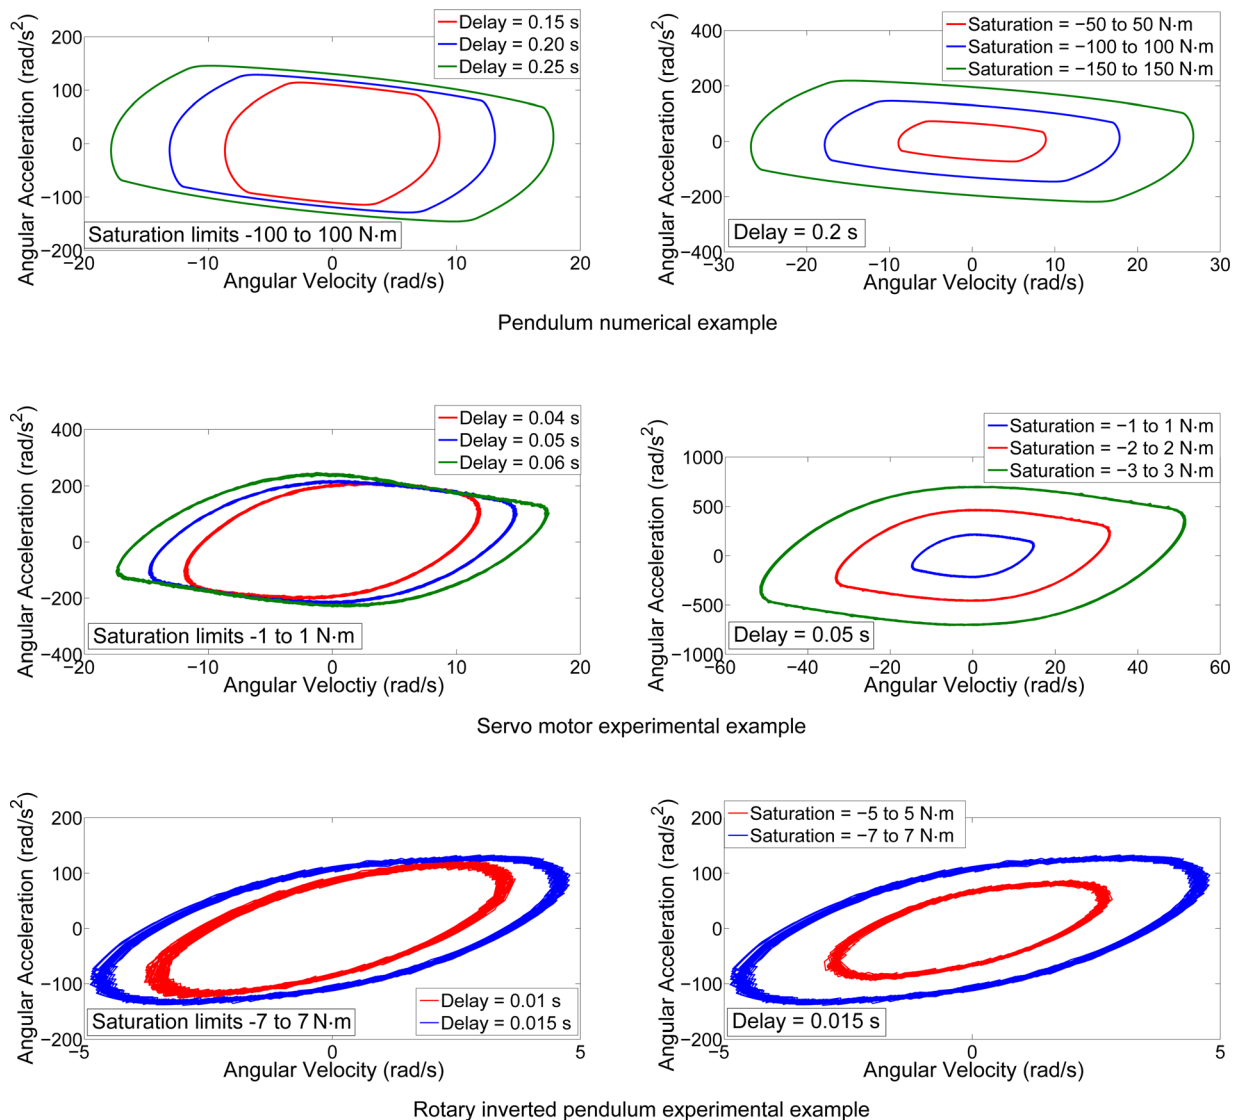 Delay = 0.15 s
Delay = 0.20 s
Delay = 0.25 s
Angular Acceleration (rad/s²)
200
100
0
−100
−200
Saturation limits -100 to 100 N·m
−20
−10
0
10
20
Angular Velocity (rad/s)
Saturation = −50 to 50 N·m
Saturation = −100 to 100 N·m
Saturation = −150 to 150 N·m
Angular Acceleration (rad/s²)
400
200
0
−200
−400
Delay = 0.2 s
−30
−20
−10
0
10
20
30
Angular Velocity (rad/s)
Pendulum numerical example
Delay = 0.04 s
Delay = 0.05 s
Delay = 0.06 s
Angular Acceleration (rad/s²)
400
200
0
−200
−400
Saturation limits -1 to 1 N·m
−20
−10
0
10
20
Angular Veloctiy (rad/s)
Saturation = −1 to 1 N·m
Saturation = −2 to 2 N·m
Saturation = −3 to 3 N·m
Angular Acceleration (rad/s²)
1000
500
0
−500
−1000
Delay = 0.05 s
−60
−40
−20
0
20
40
60
Angular Velocity (rad/s)
Servo motor experimental example
Angular Acceleration (rad/s²)
200
100
0
−100
−200
Saturation limits -7 to 7 N·m
Delay = 0.01 s
Delay = 0.015 s
−5
0
5
Angular Velocity (rad/s)
Saturation = −5 to 5 N·m
Saturation = −7 to 7 N·m
Angular Acceleration (rad/s²)
200
100
0
−100
−200
Delay = 0.015 s
−5
0
5
Angular Velocity (rad/s)
Rotary inverted pendulum experimental example